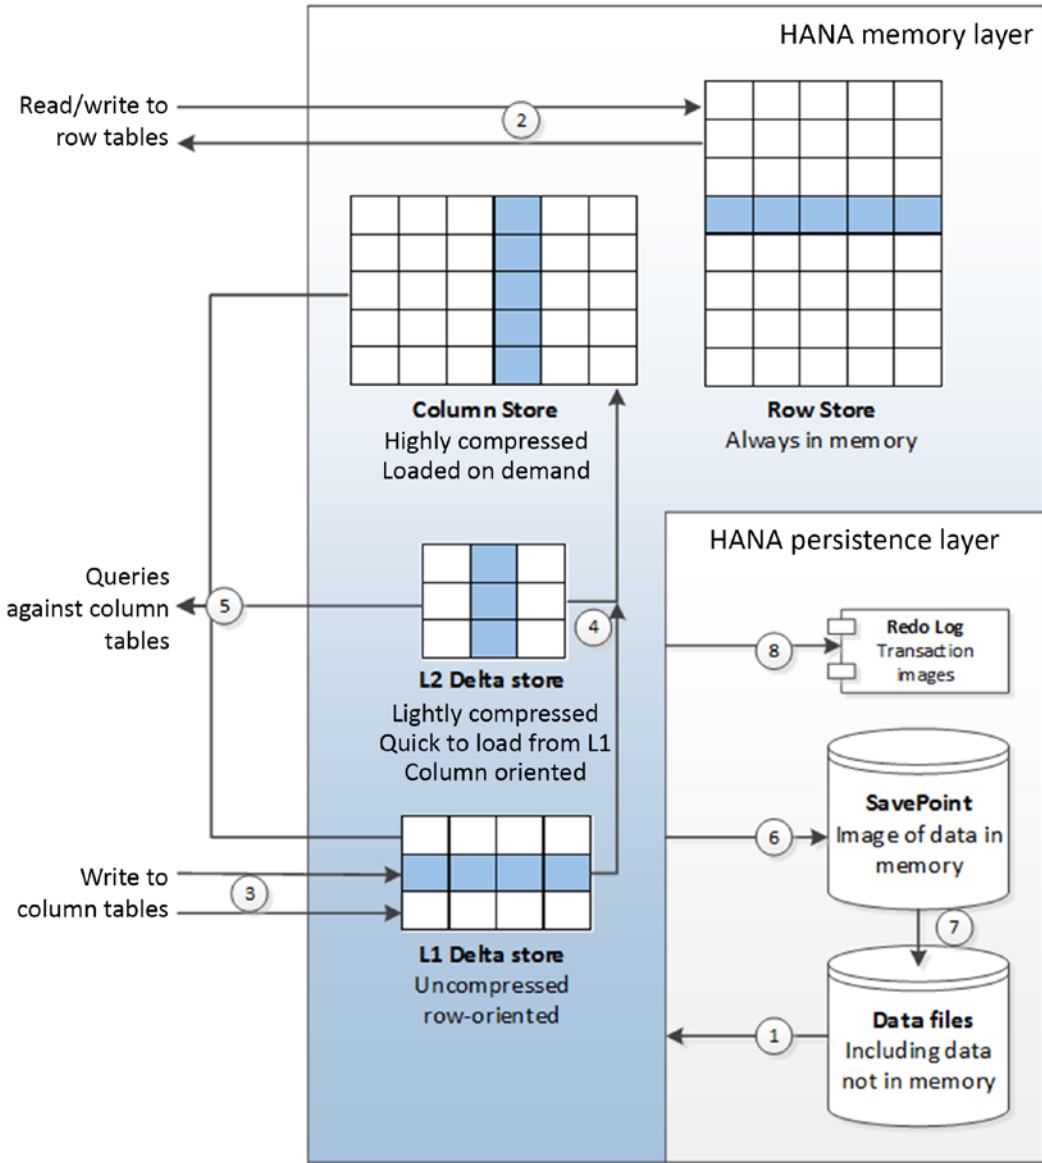 HANA memory layer
Read/write to
row tables
2
Column Store
Highly compressed
Loaded on demand
Row Store
Always in memory
HANA persistence layer
Queries
against column
tables
5
4
L2 Delta store
Lightly compressed
Quick to load from L1
Column oriented
8
Redo Log
Transaction
images
6
SavePoint
Image of data in
memory
Write to
column tables
3
7
L1 Delta store
Uncompressed
row-oriented
1
Data files
Including data
not in memory